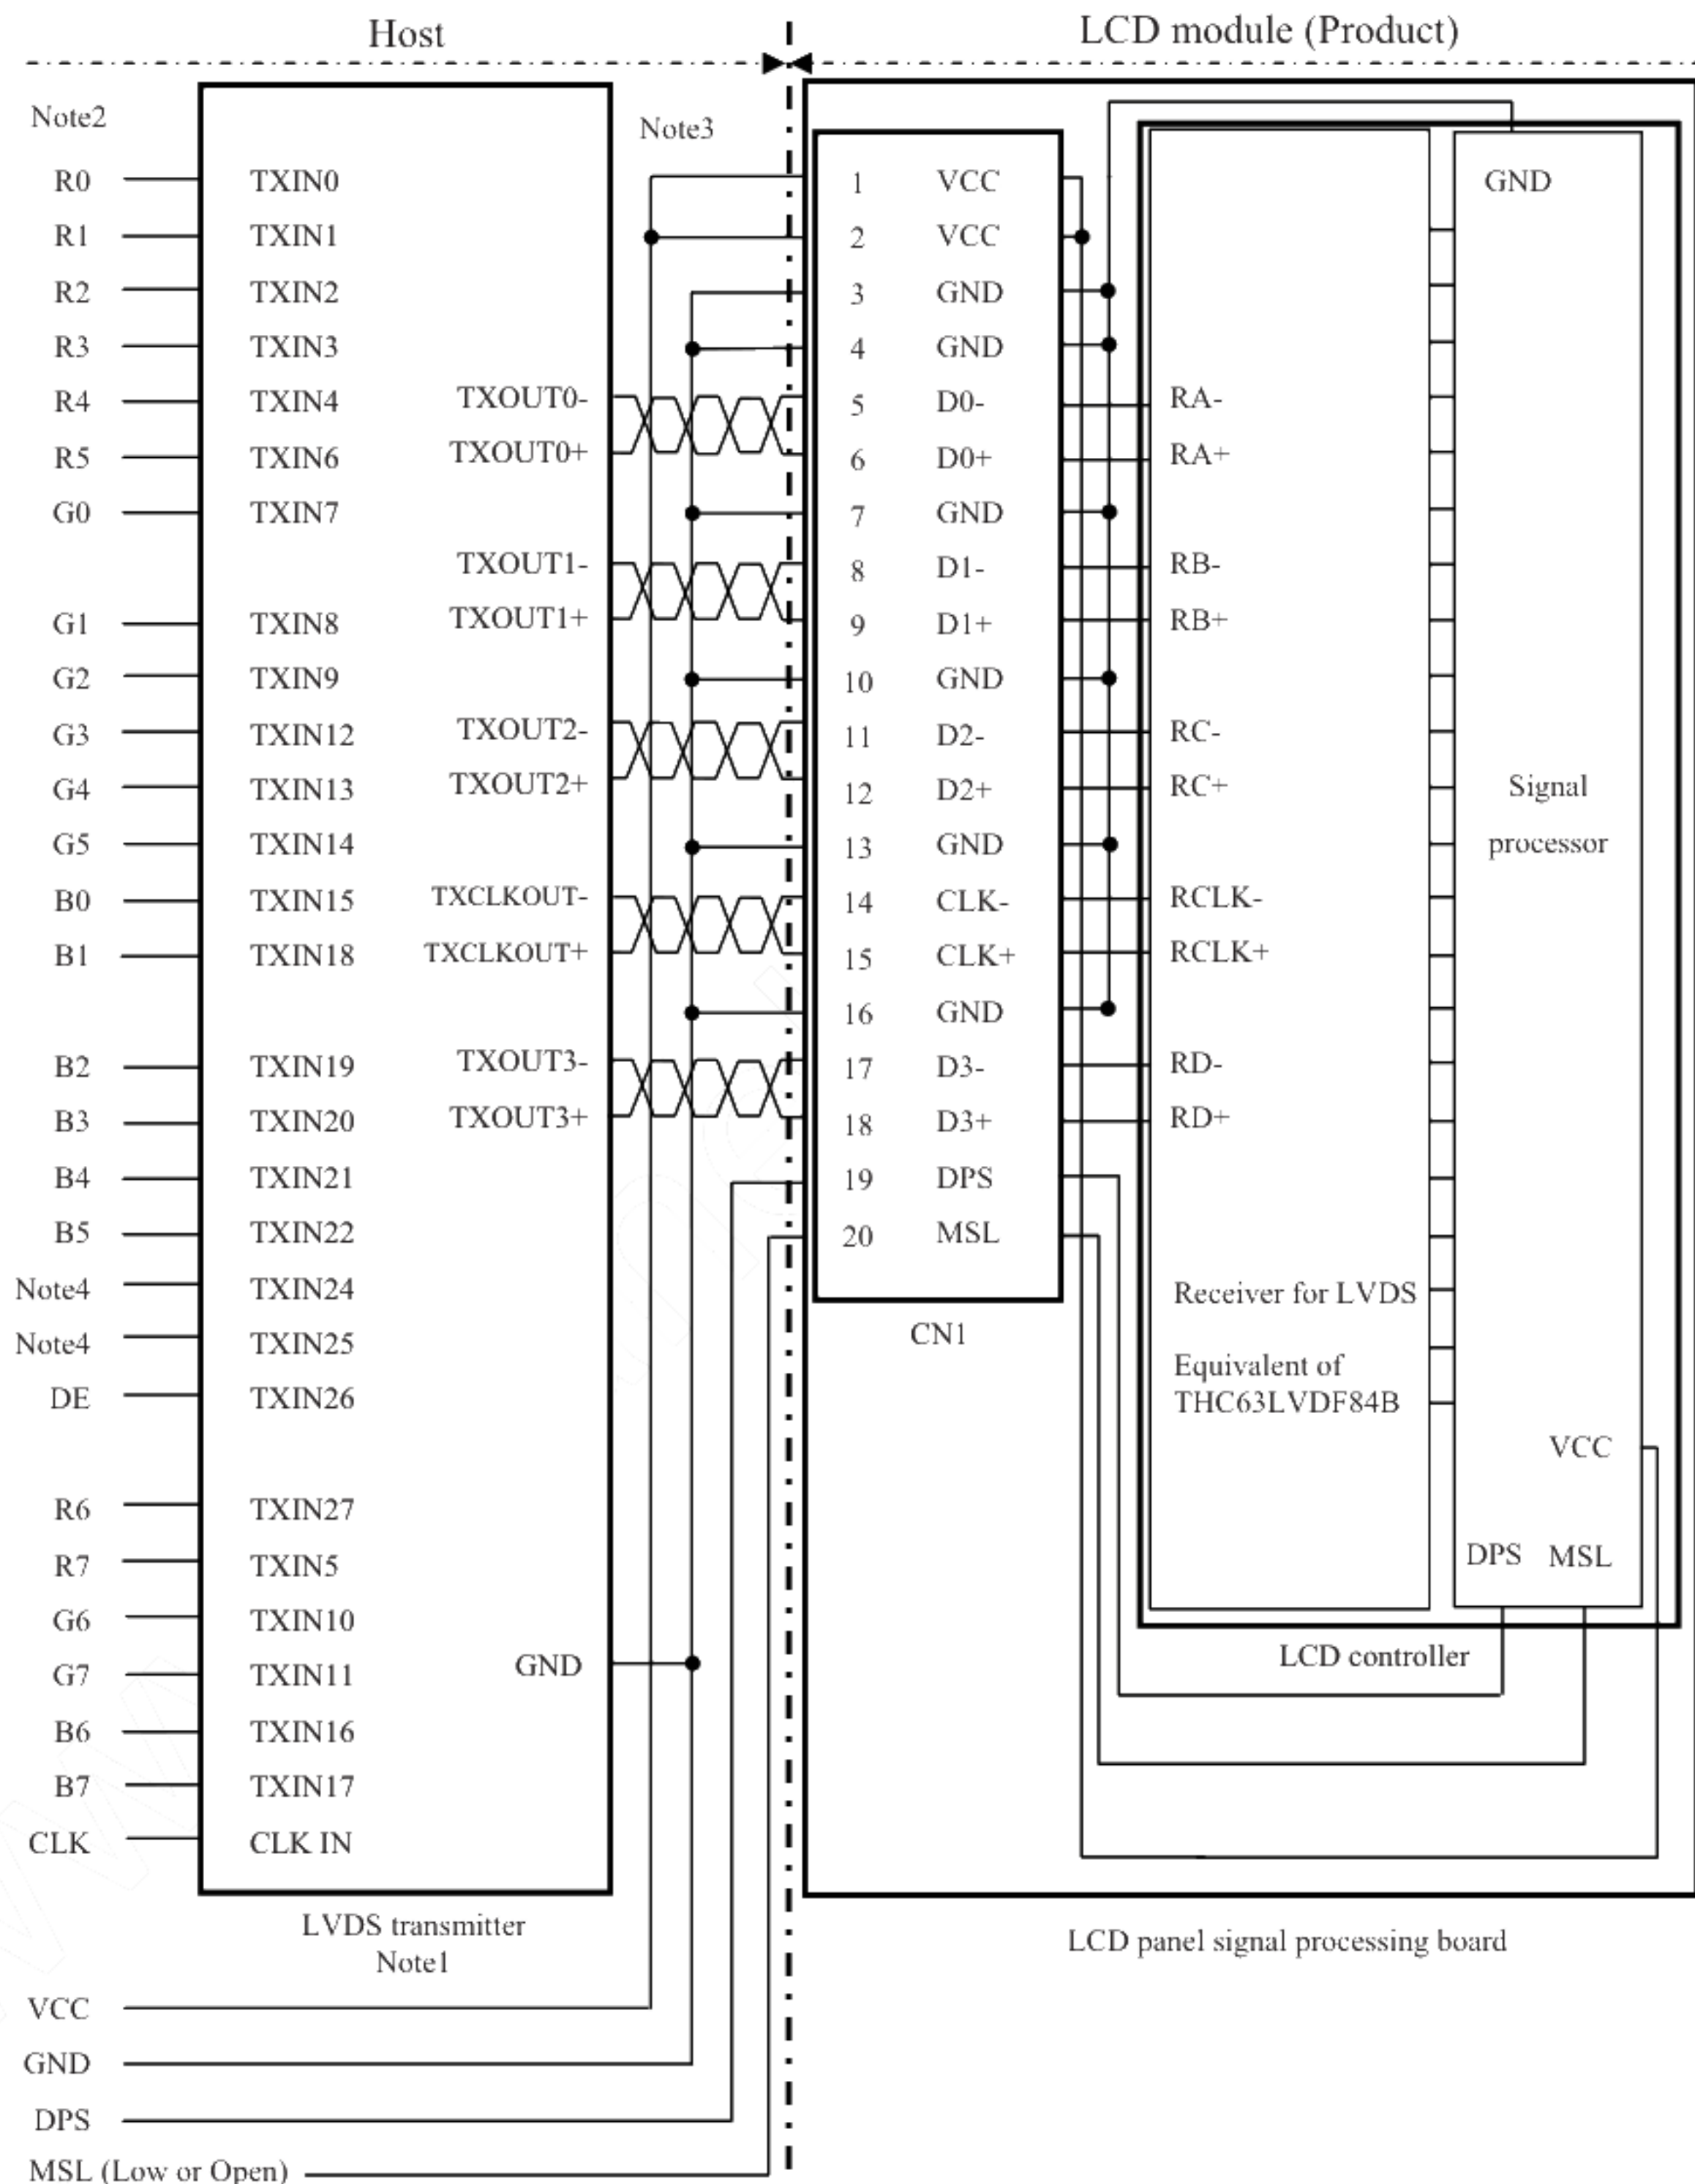 Host
LCD module (Product)
Note2
Note3
R0 TXIN0
R1 TXIN1
R2 TXIN2
R3 TXIN3
R4 TXIN4 TXOUT0-
R5 TXIN6 TXOUT0+
G0 TXIN7
TXOUT1-
G1 TXIN8 TXOUT1+
G2 TXIN9
G3 TXIN12 TXOUT2-
G4 TXIN13 TXOUT2+
G5 TXIN14
B0 TXIN15 TXCLKOUT-
B1 TXIN18 TXCLKOUT+
B2 TXIN19 TXOUT3-
B3 TXIN20 TXOUT3+
B4 TXIN21
B5 TXIN22
Note4 TXIN24
Note4 TXIN25
DE TXIN26
R6 TXIN27
R7 TXIN5
G6 TXIN10
G7 TXIN11 GND
B6 TXIN16
B7 TXIN17
CLK CLK IN
LVDS transmitter
Note1
VCC
GND
DPS
MSL (Low or Open)
1 VCC
2 VCC
3 GND
4 GND
5 D0- RA-
6 D0+ RA+
7 GND
8 D1- RB-
9 D1+ RB+
10 GND
11 D2- RC-
12 D2+ RC+
13 GND
14 CLK- RCLK-
15 CLK+ RCLK+
16 GND
17 D3- RD-
18 D3+ RD+
19 DPS
20 MSL
CN1
Receiver for LVDS
Equivalent of
THC63LVDF84B
GND
Signal
processor
VCC
DPS MSL
LCD controller
LCD panel signal processing board